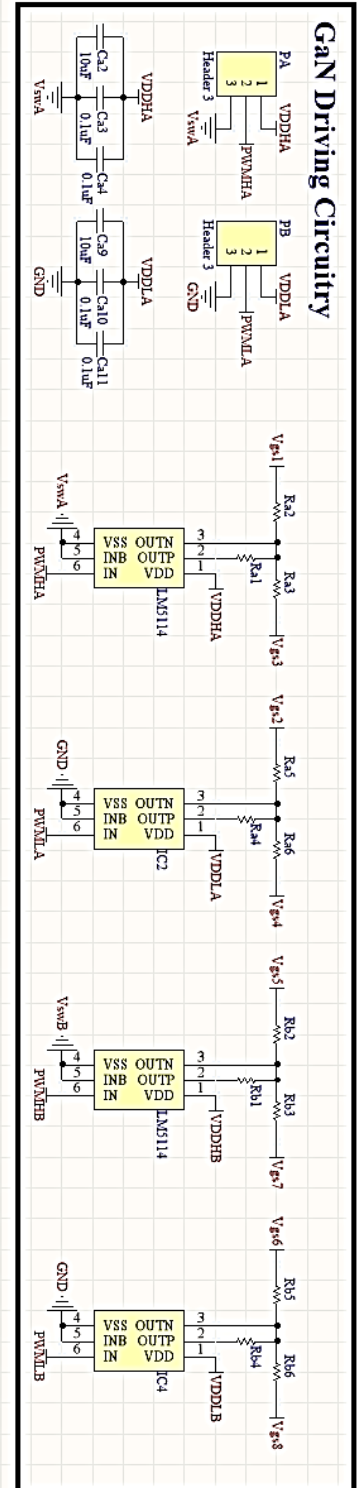 GaN Driving Circuitry
PA
1
2
3
Header 3
VDDHA
PWMHA
VswA
PB
1
2
3
Header 3
VDDLA
PWMLA
GND
VDDHA
Ca2
10uF
Ca3
0.1uF
Ca4
0.1uF
VswA
VDDLA
Ca9
10uF
Ca10
0.1uF
Ca11
0.1uF
GND
Vgs1
Ra2
Ra3
Vgs3
Ra1
VDDHA
3
2
1
VSS OUTN
INB OUTP
IN VDD
LM5114
4
5
6
VswA
PWMHA
Vgs2
Ra5
Ra6
Vgs4
Ra4
VDDLA
3
2
1
VSS OUTN
INB OUTP
IN VDD
IC2
4
5
6
GND
PWMLA
Vgs5
Rb2
Rb3
Vgs7
Rb1
VDDHB
3
2
1
VSS OUTN
INB OUTP
IN VDD
LM5114
4
5
6
VswB
PWMHB
Vgs6
Rb5
Rb6
Vgs8
Rb4
VDDLB
3
2
1
VSS OUTN
INB OUTP
IN VDD
IC4
4
5
6
GND
PWMLB